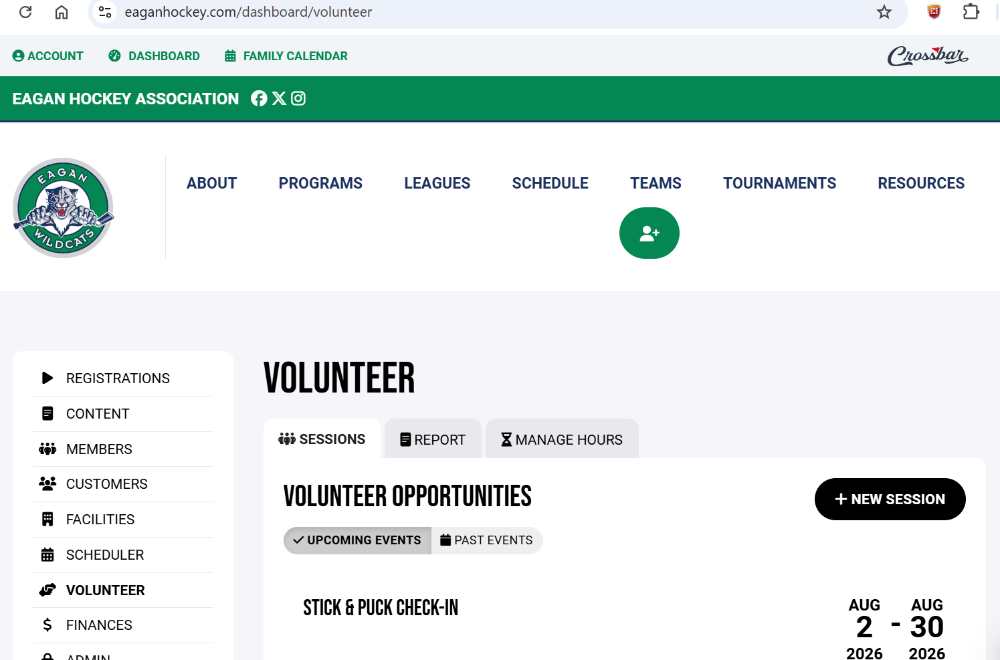 eaganhockey.com/dashboard/volunteer
ACCOUNT DASHBOARD FAMILY CALENDAR Crossbar
EAGAN HOCKEY ASSOCIATION
EAGAN
WILDCATS
ABOUT PROGRAMS LEAGUES SCHEDULE TEAMS TOURNAMENTS RESOURCES
REGISTRATIONS
CONTENT
MEMBERS
CUSTOMERS
FACILITIES
SCHEDULER
VOLUNTEER
FINANCES
ADMIN
VOLUNTEER
SESSIONS REPORT MANAGE HOURS
VOLUNTEER OPPORTUNITIES
+ NEW SESSION
UPCOMING EVENTS PAST EVENTS
STICK & PUCK CHECK-IN
AUG AUG
2 - 30
2026 2026